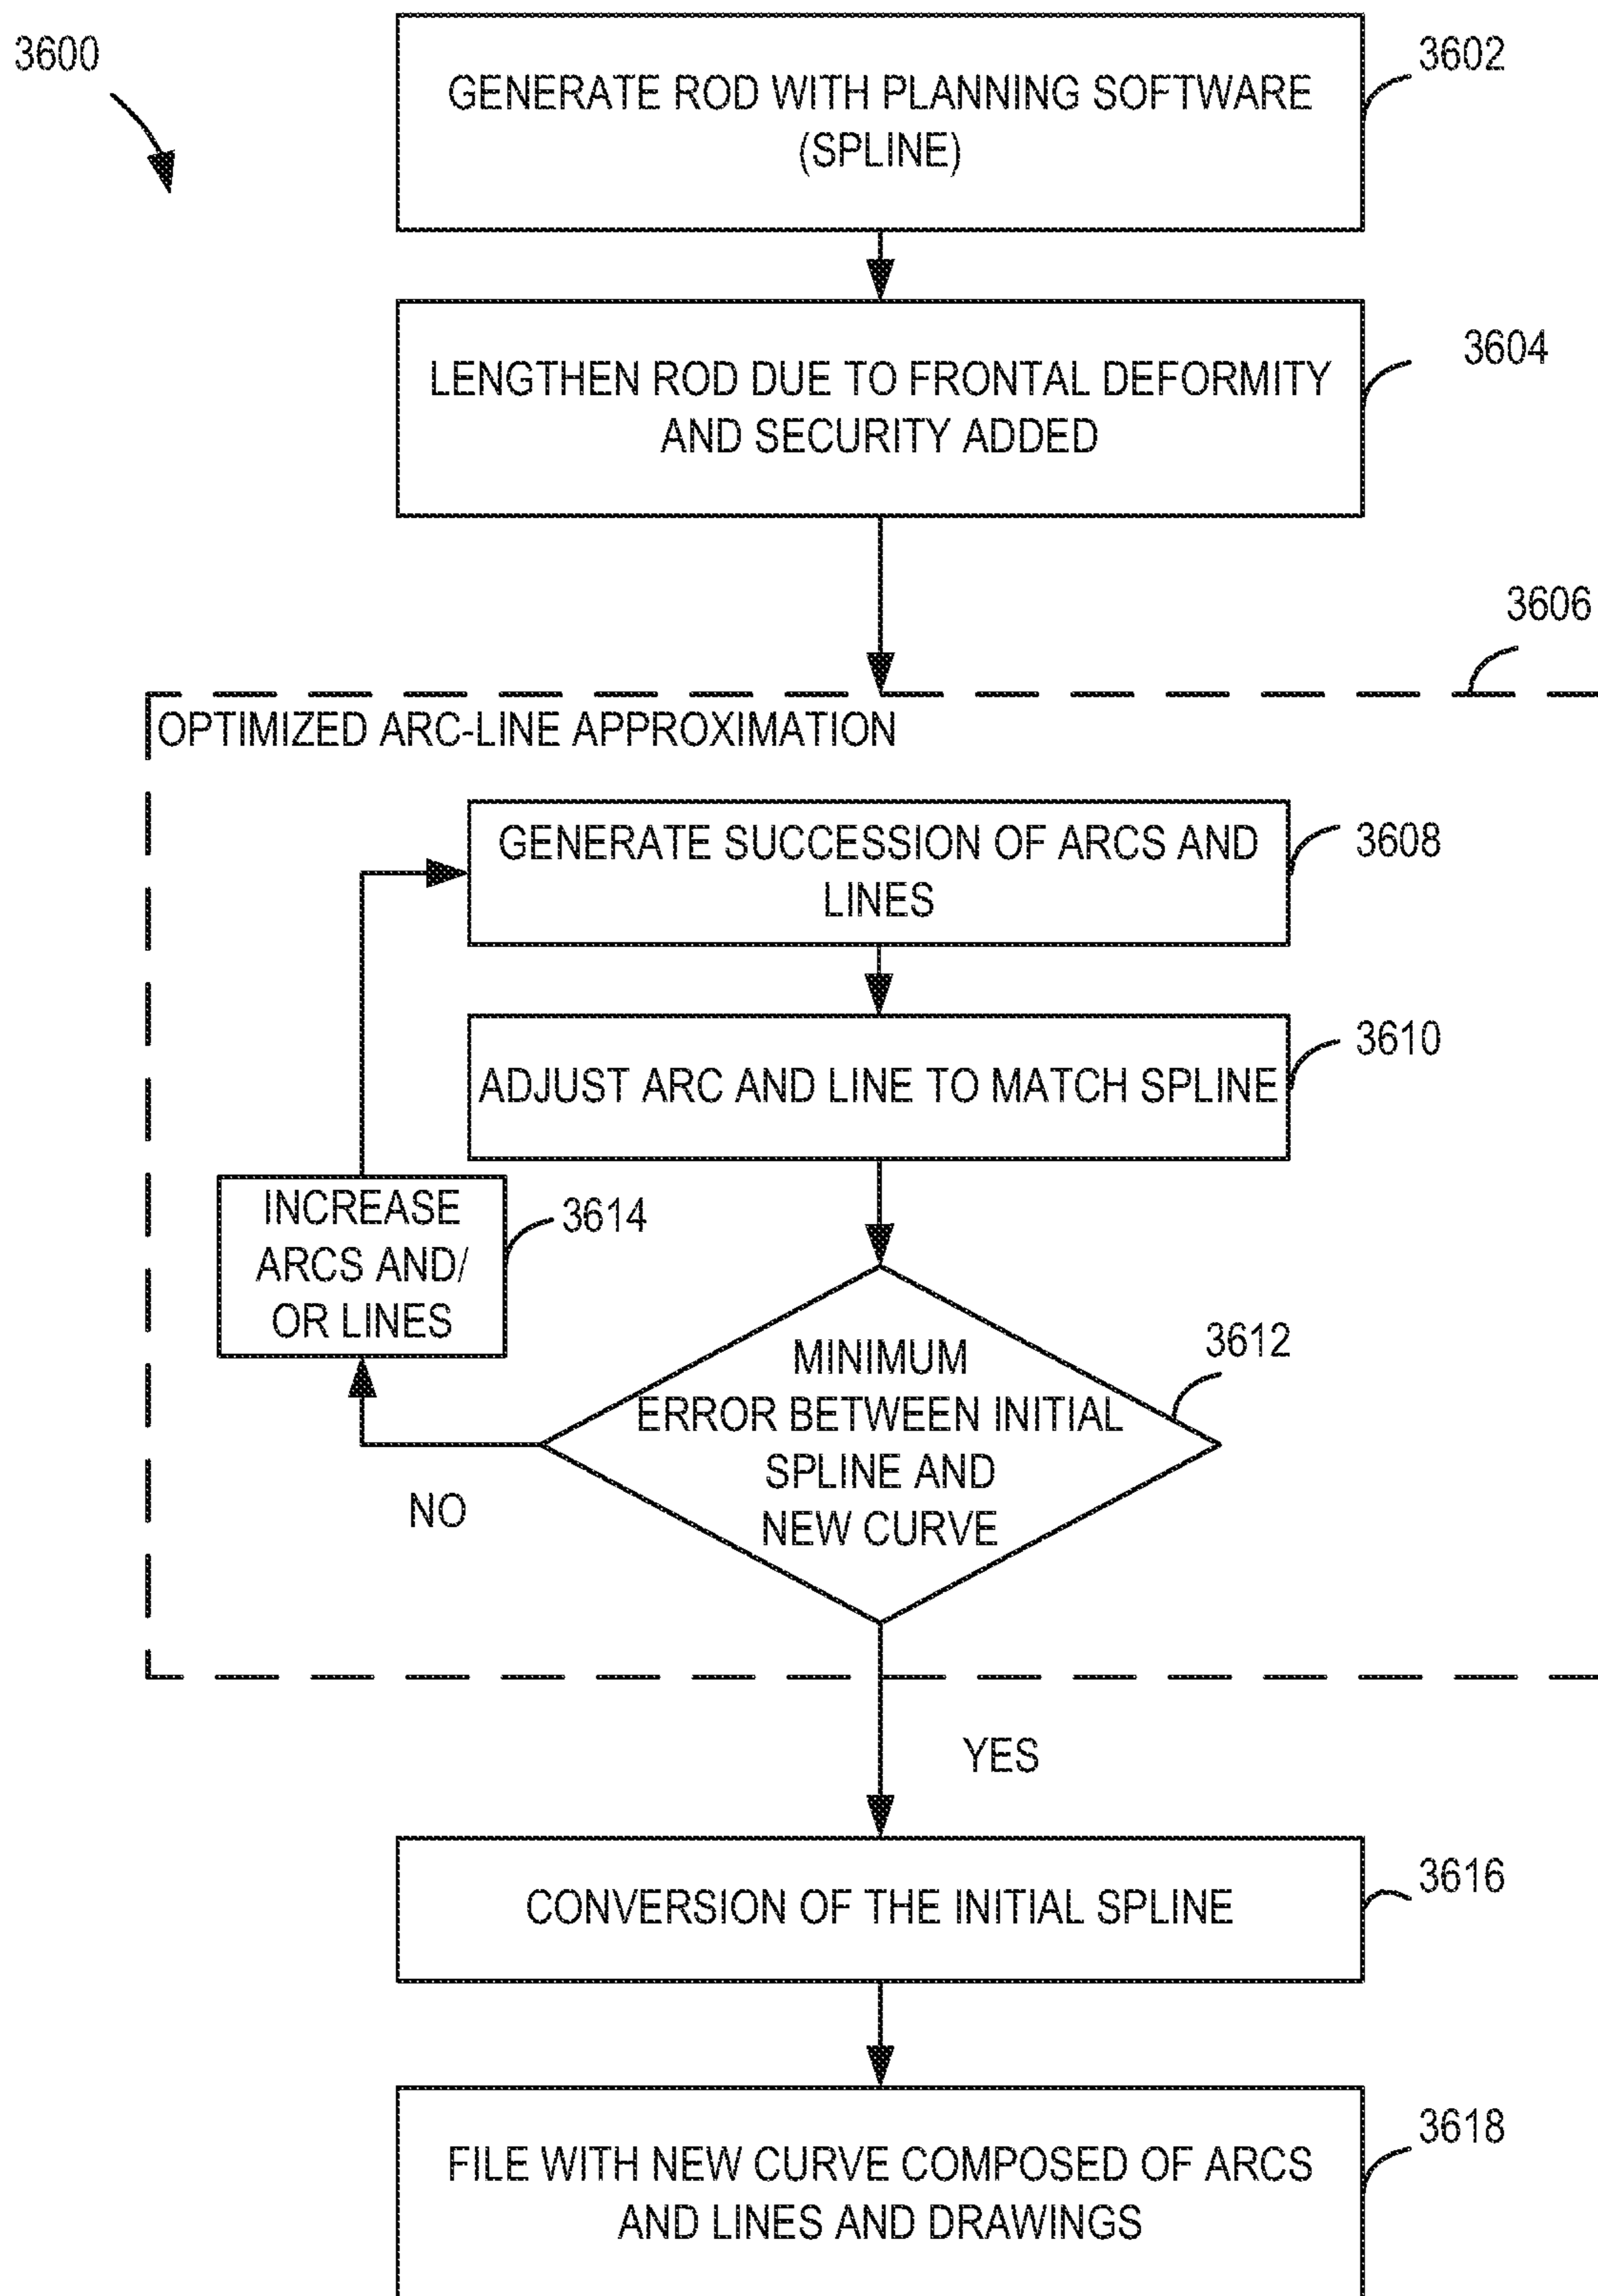 3600
3602
GENERATE ROD WITH PLANNING SOFTWARE
(SPLINE)
3604
LENGTHEN ROD DUE TO FRONTAL DEFORMITY
AND SECURITY ADDED
3606
OPTIMIZED ARC-LINE APPROXIMATION
3608
GENERATE SUCCESSION OF ARCS AND
LINES
3610
ADJUST ARC AND LINE TO MATCH SPLINE
INCREASE
ARCS AND/
OR LINES
3614
3612
MINIMUM
ERROR BETWEEN INITIAL
SPLINE AND
NEW CURVE
NO
YES
3616
CONVERSION OF THE INITIAL SPLINE
3618
FILE WITH NEW CURVE COMPOSED OF ARCS
AND LINES AND DRAWINGS